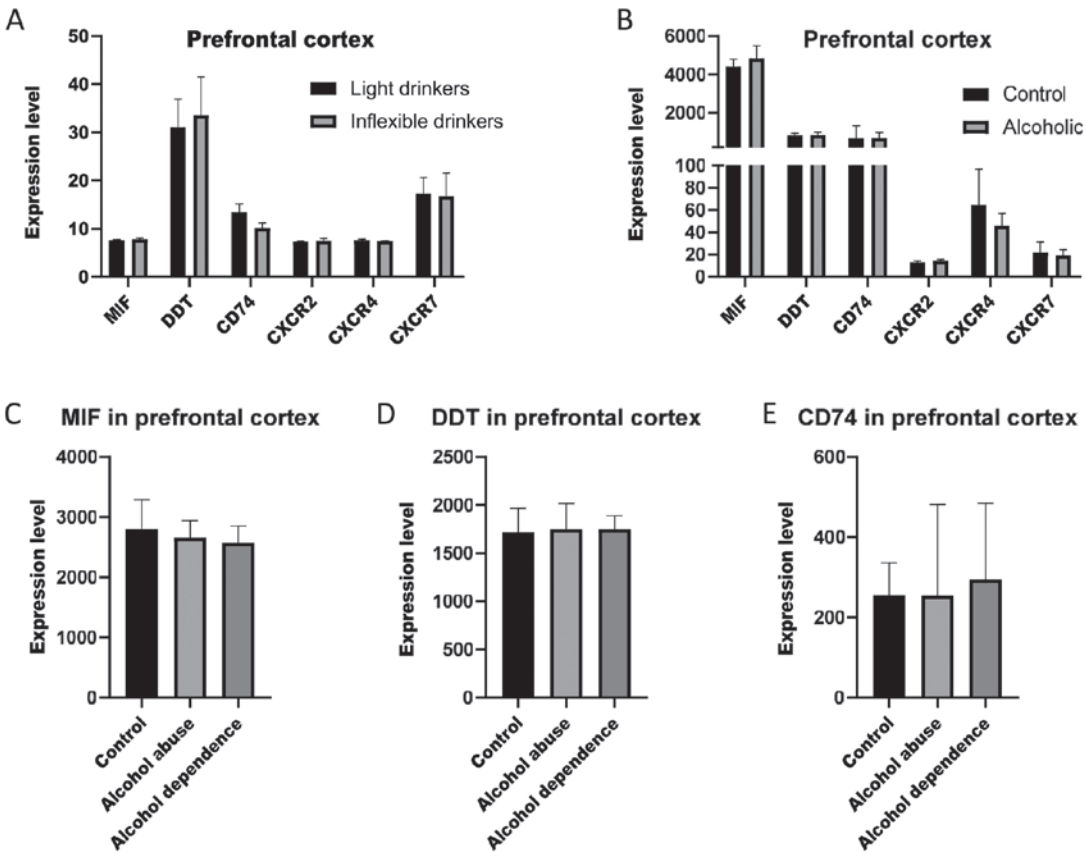 A
Prefrontal cortex
Light drinkers
Inflexible drinkers
Expression level
50
40
30
20
10
0
MIF
DDT
CD74
CXCR2
CXCR4
CXCR7
B
Prefrontal cortex
Control
Alcoholic
Expression level
6000
4000
2000
100
80
60
40
20
0
MIF
DDT
CD74
CXCR2
CXCR4
CXCR7
C
MIF in prefrontal cortex
Expression level
4000
3000
2000
1000
0
Control
Alcohol abuse
Alcohol dependence
D
DDT in prefrontal cortex
Expression level
2500
2000
1500
1000
500
0
Control
Alcohol abuse
Alcohol dependence
E
CD74 in prefrontal cortex
Expression level
600
400
200
0
Control
Alcohol abuse
Alcohol dependence